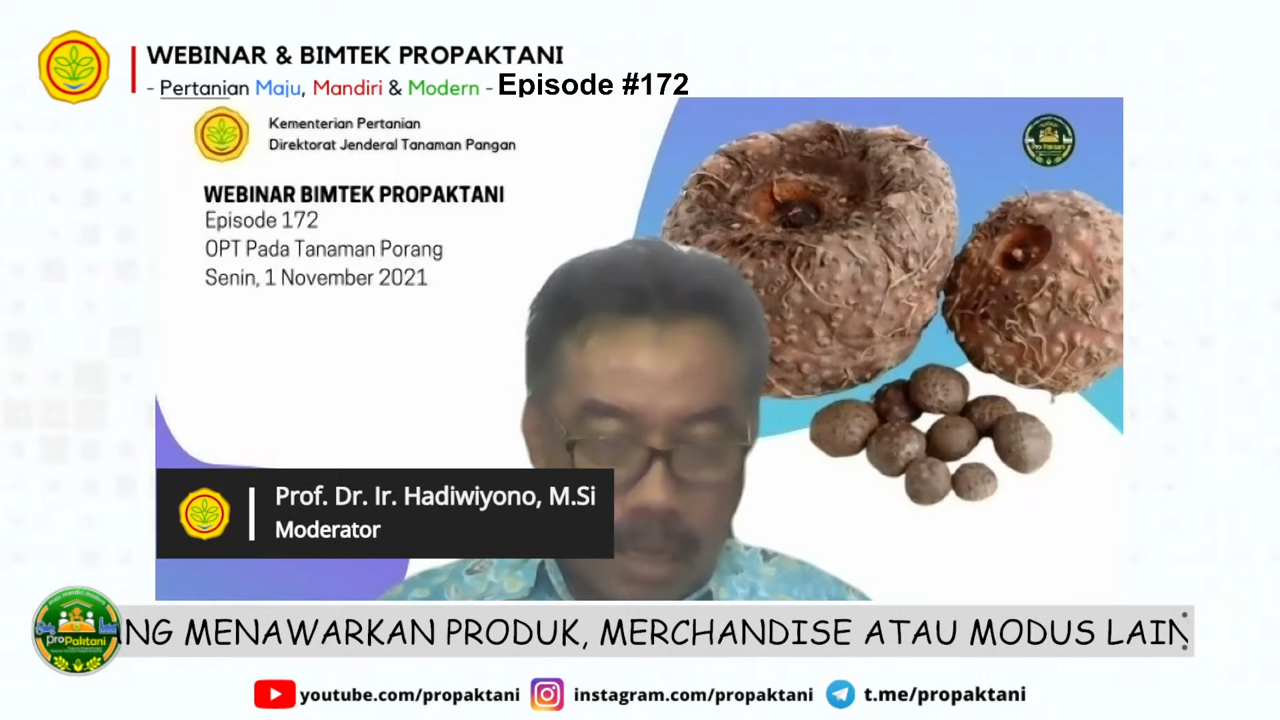 WEBINAR & BIMTEK PROPAKTANI
- Pertanian Maju, Mandiri & Modern - Episode #172
Kementerian Pertanian
Direktorat Jenderal Tanaman Pangan
WEBINAR BIMTEK PROPAKTANI
Episode 172
OPT Pada Tanaman Porang
Senin, 1 November 2021
Pro Paktani
Prof. Dr. Ir. Hadiwiyono, M.Si
Moderator
proPaktani
NG MENAWARKAN PRODUK, MERCHANDISE ATAU MODUS LAIN
youtube.com/propaktani instagram.com/propaktani t.me/propaktani